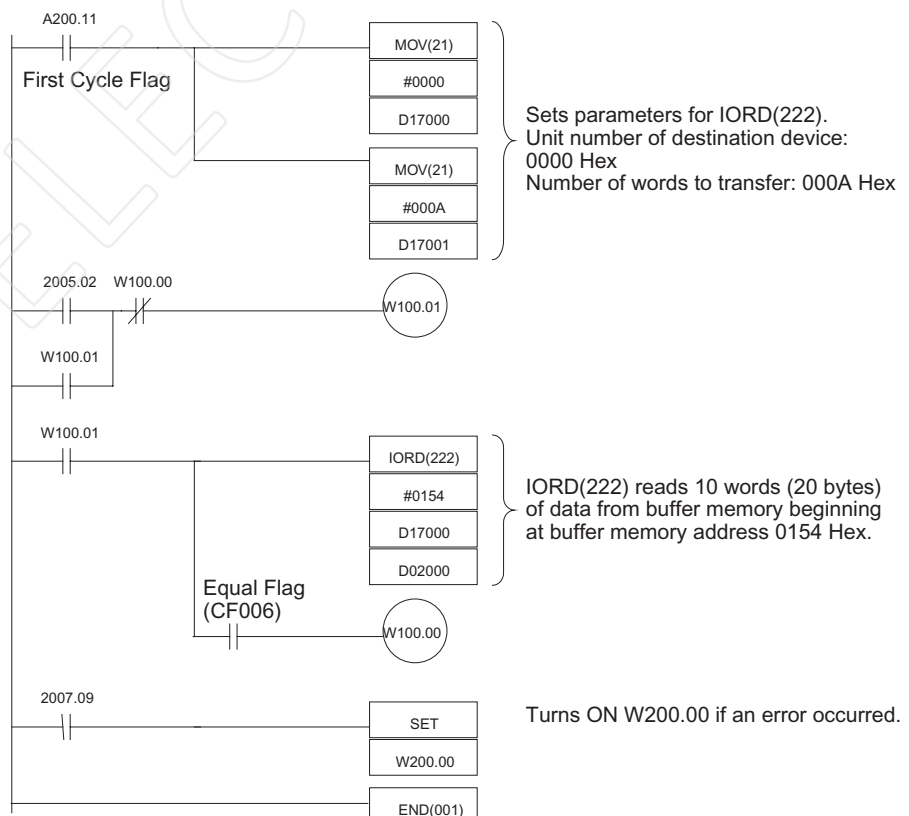 A200.11
First Cycle Flag
MOV(21)
#0000
D17000
MOV(21)
#000A
D17001
Sets parameters for IORD(222).
Unit number of destination device:
0000 Hex
Number of words to transfer: 000A Hex
2005.02 W100.00
W100.01
W100.01
W100.01
IORD(222)
#0154
D17000
D02000
IORD(222) reads 10 words (20 bytes)
of data from buffer memory beginning
at buffer memory address 0154 Hex.
Equal Flag
(CF006)
W100.00
2007.09
SET
W200.00
Turns ON W200.00 if an error occurred.
END(001)
ELEC